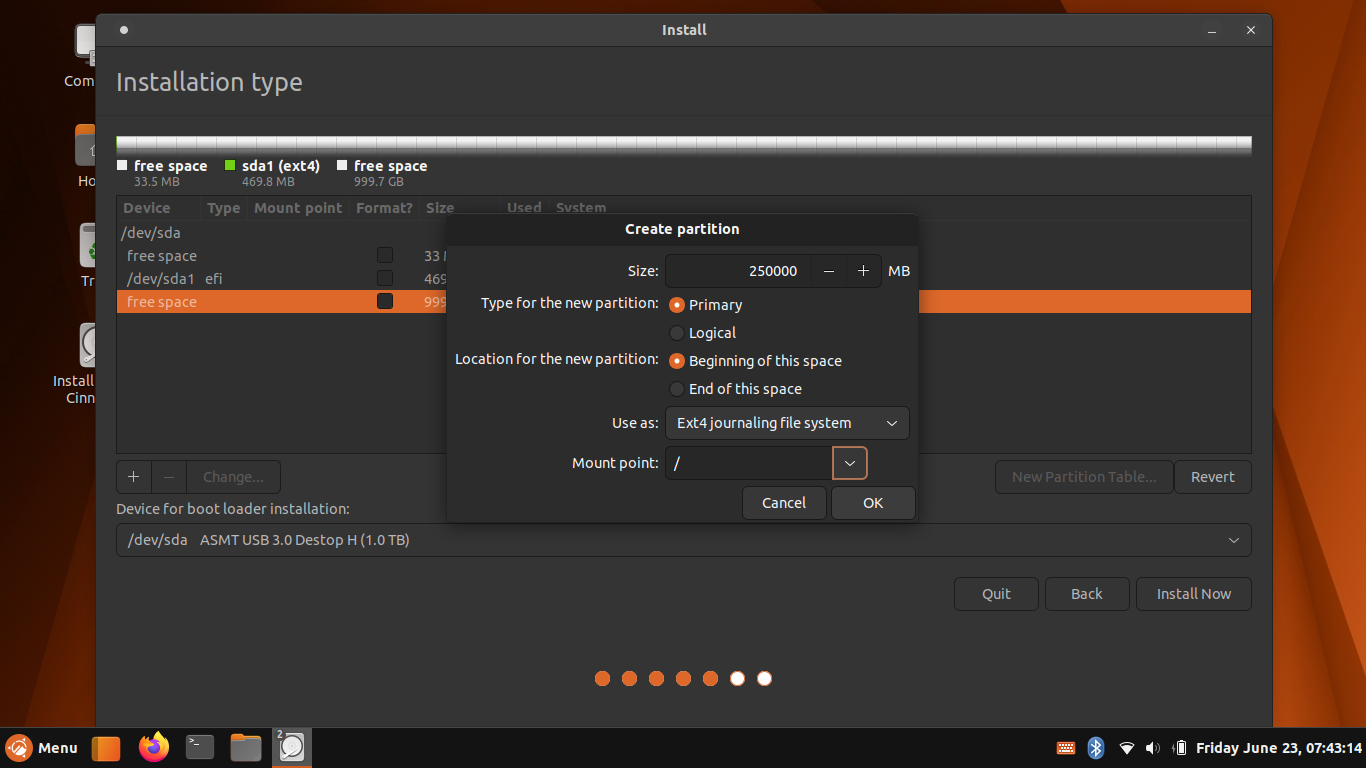 Install
Com
Installation type
free space sda1 (ext4) free space
33.5 MB 469.8 MB 999.7 GB
Ho
Device Type Mount point Format? Size Used System
Create partition
/dev/sda
free space 33
Size: 250000 — + MB
/dev/sda1 efi 469
Tr
free space 999
Type for the new partition: Primary
Logical
Location for the new partition: Beginning of this space
End of this space
Install
Cinn
Use as: Ext4 journaling file system
Mount point: /
+ — Change... New Partition Table... Revert
Cancel OK
Device for boot loader installation:
/dev/sda ASMT USB 3.0 Destop H (1.0 TB)
Quit Back Install Now
Menu >_ 2 Friday June 23, 07:43:14